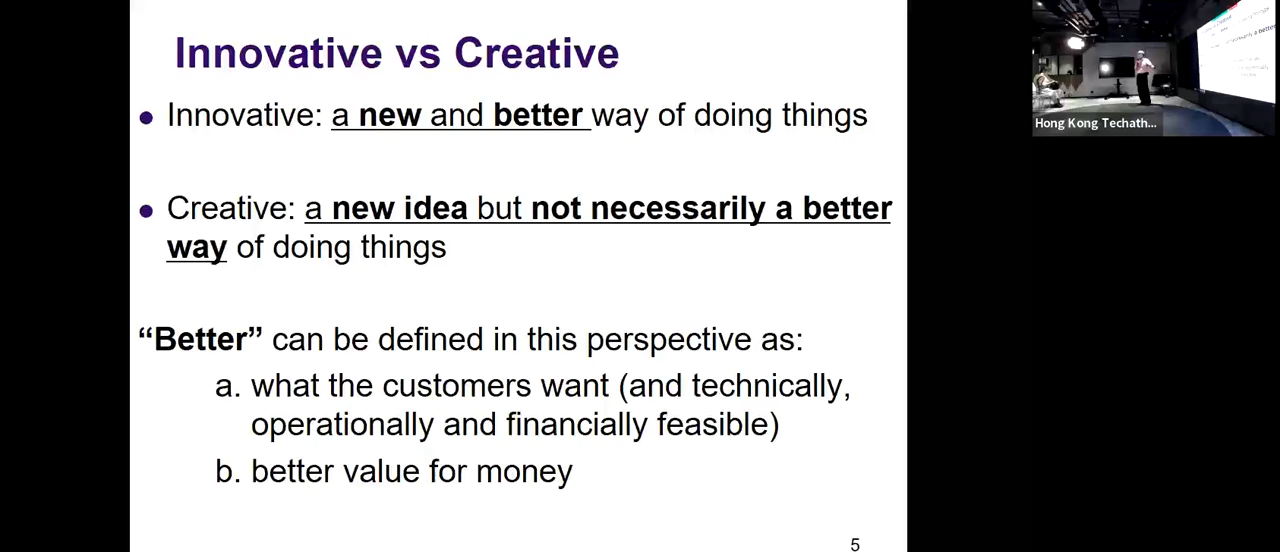 Innovative vs Creative
• Innovative: a new and better way of doing things
• Creative: a new idea but not necessarily a better
way of doing things
“Better” can be defined in this perspective as:
a. what the customers want (and technically,
operationally and financially feasible)
b. better value for money
5
Hong Kong Techath...